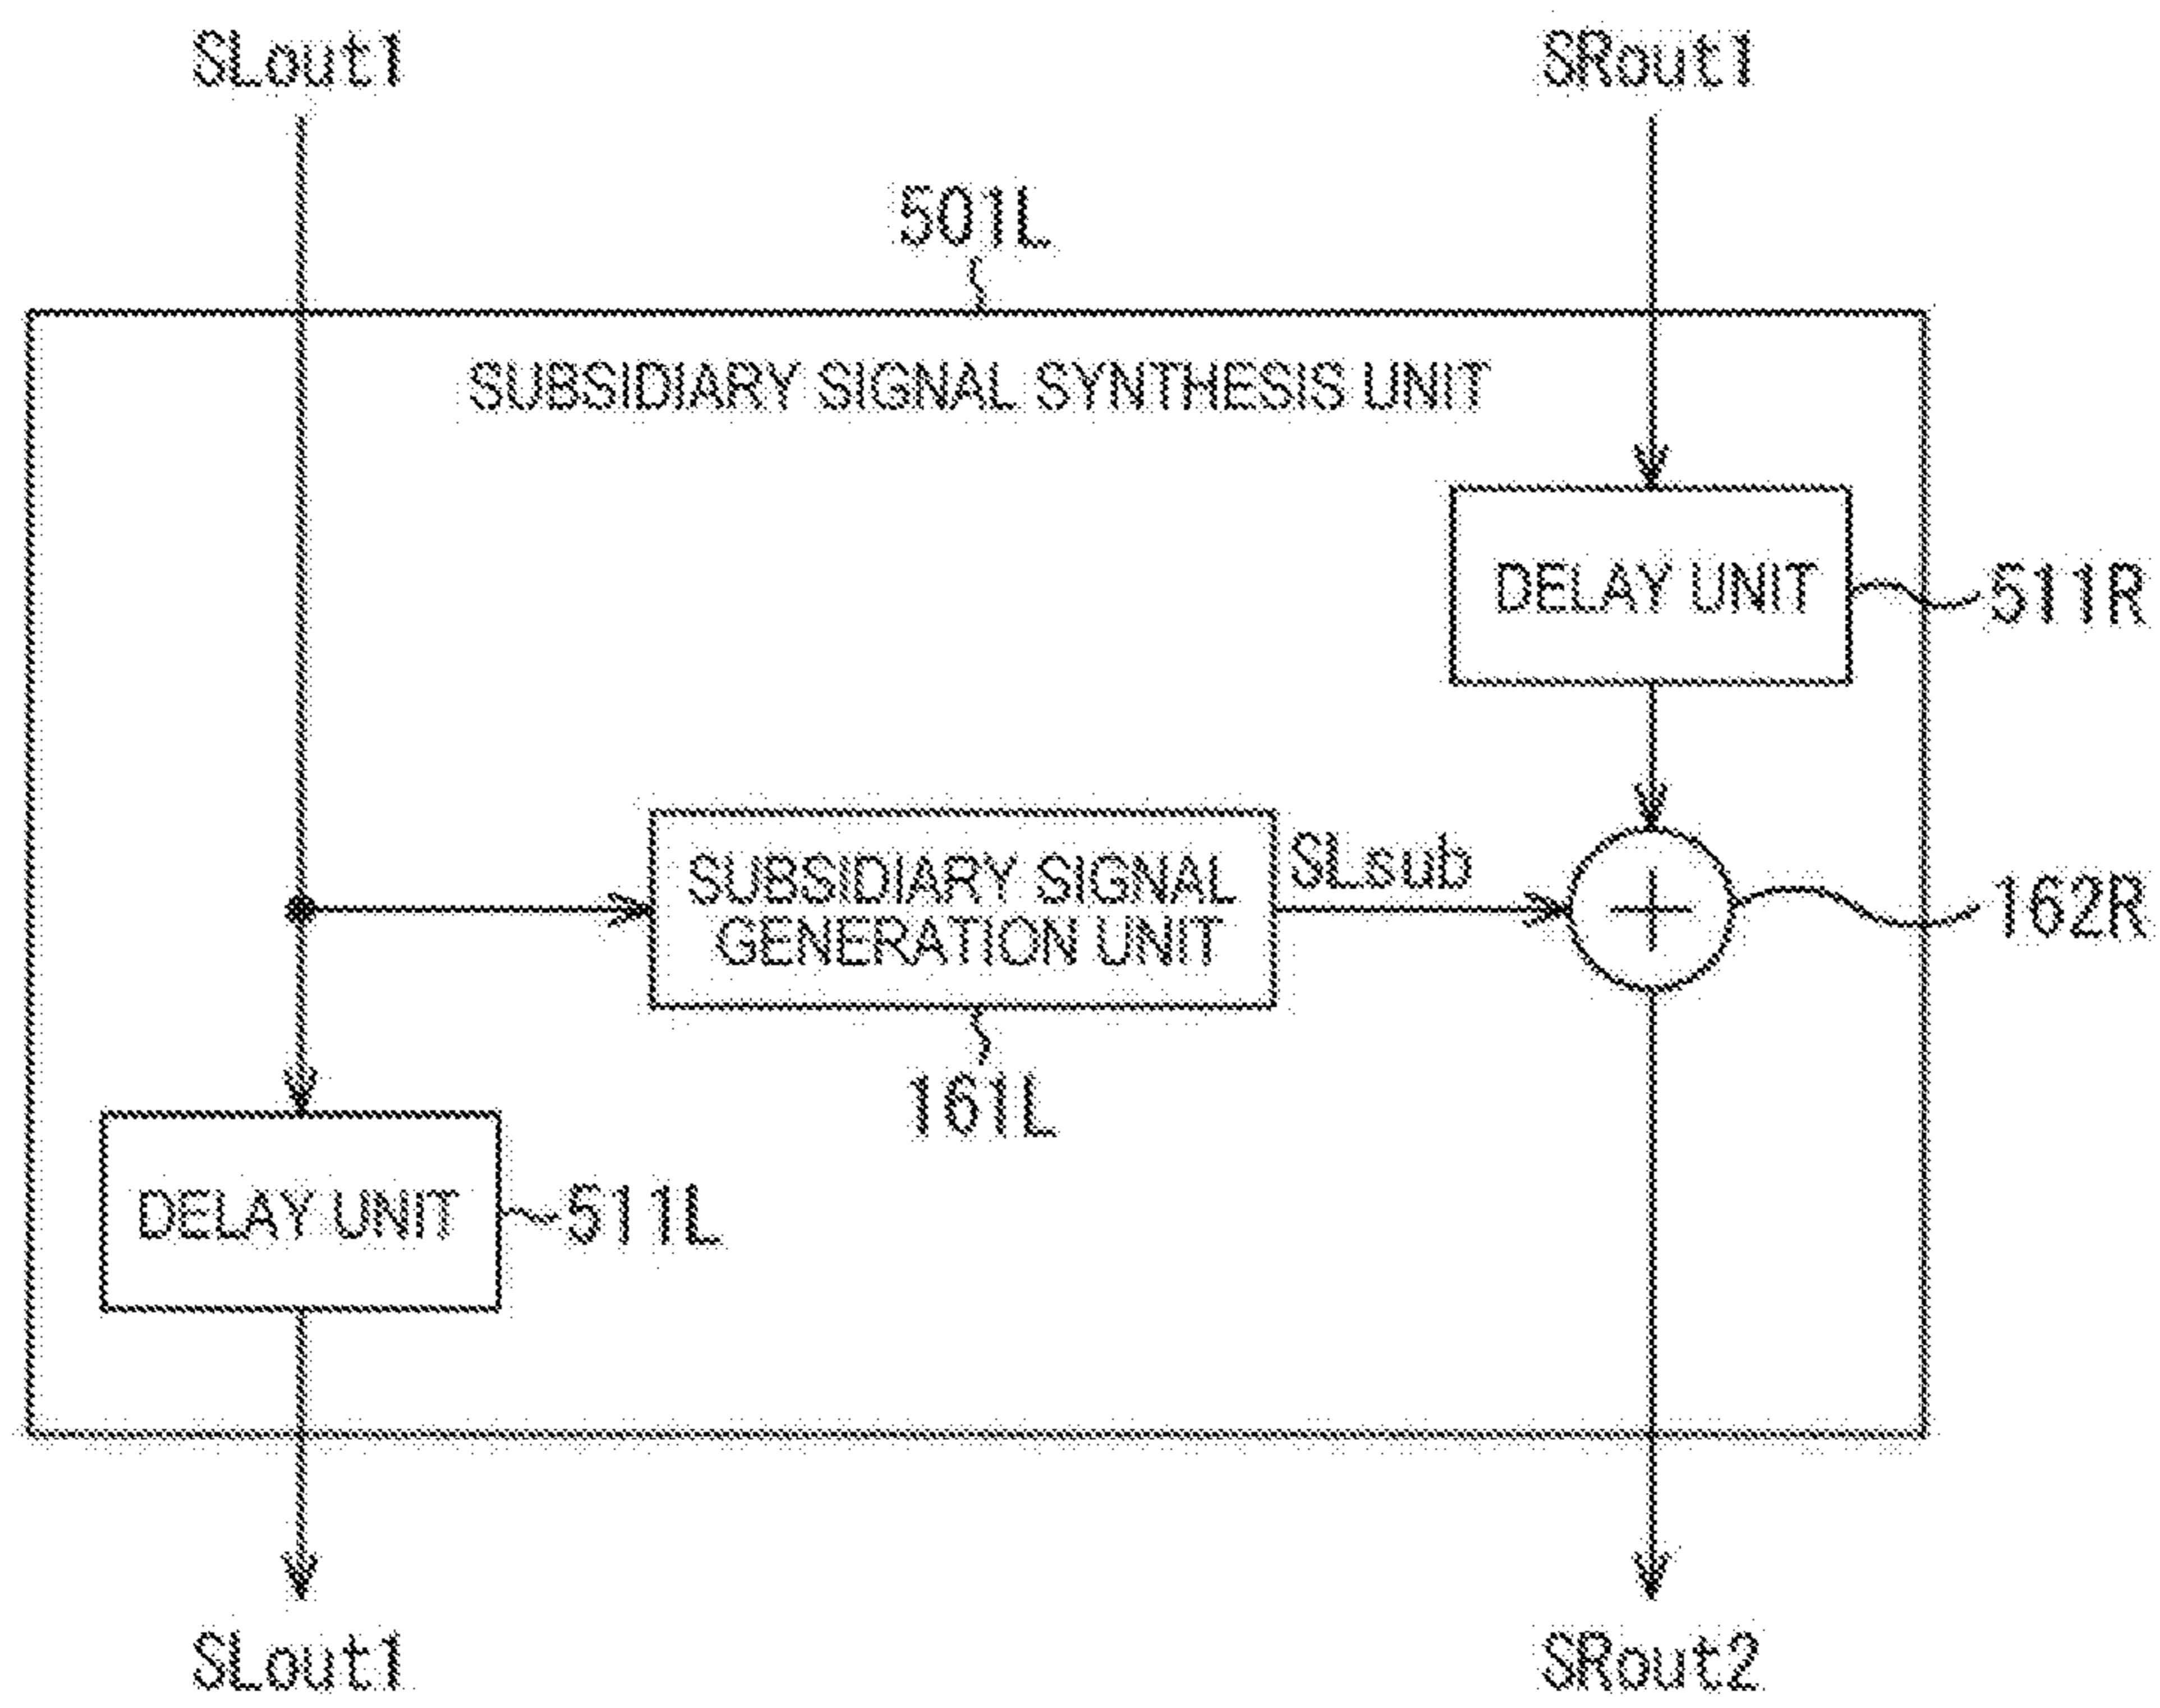 SLout1
SRout1
501L
SUBSIDIARY SIGNAL SYNTHESIS UNIT
DELAY UNIT
511R
SUBSIDIARY SIGNAL
GENERATION UNIT
SLsub
162R
161L
DELAY UNIT
511L
SLout1
SRout2